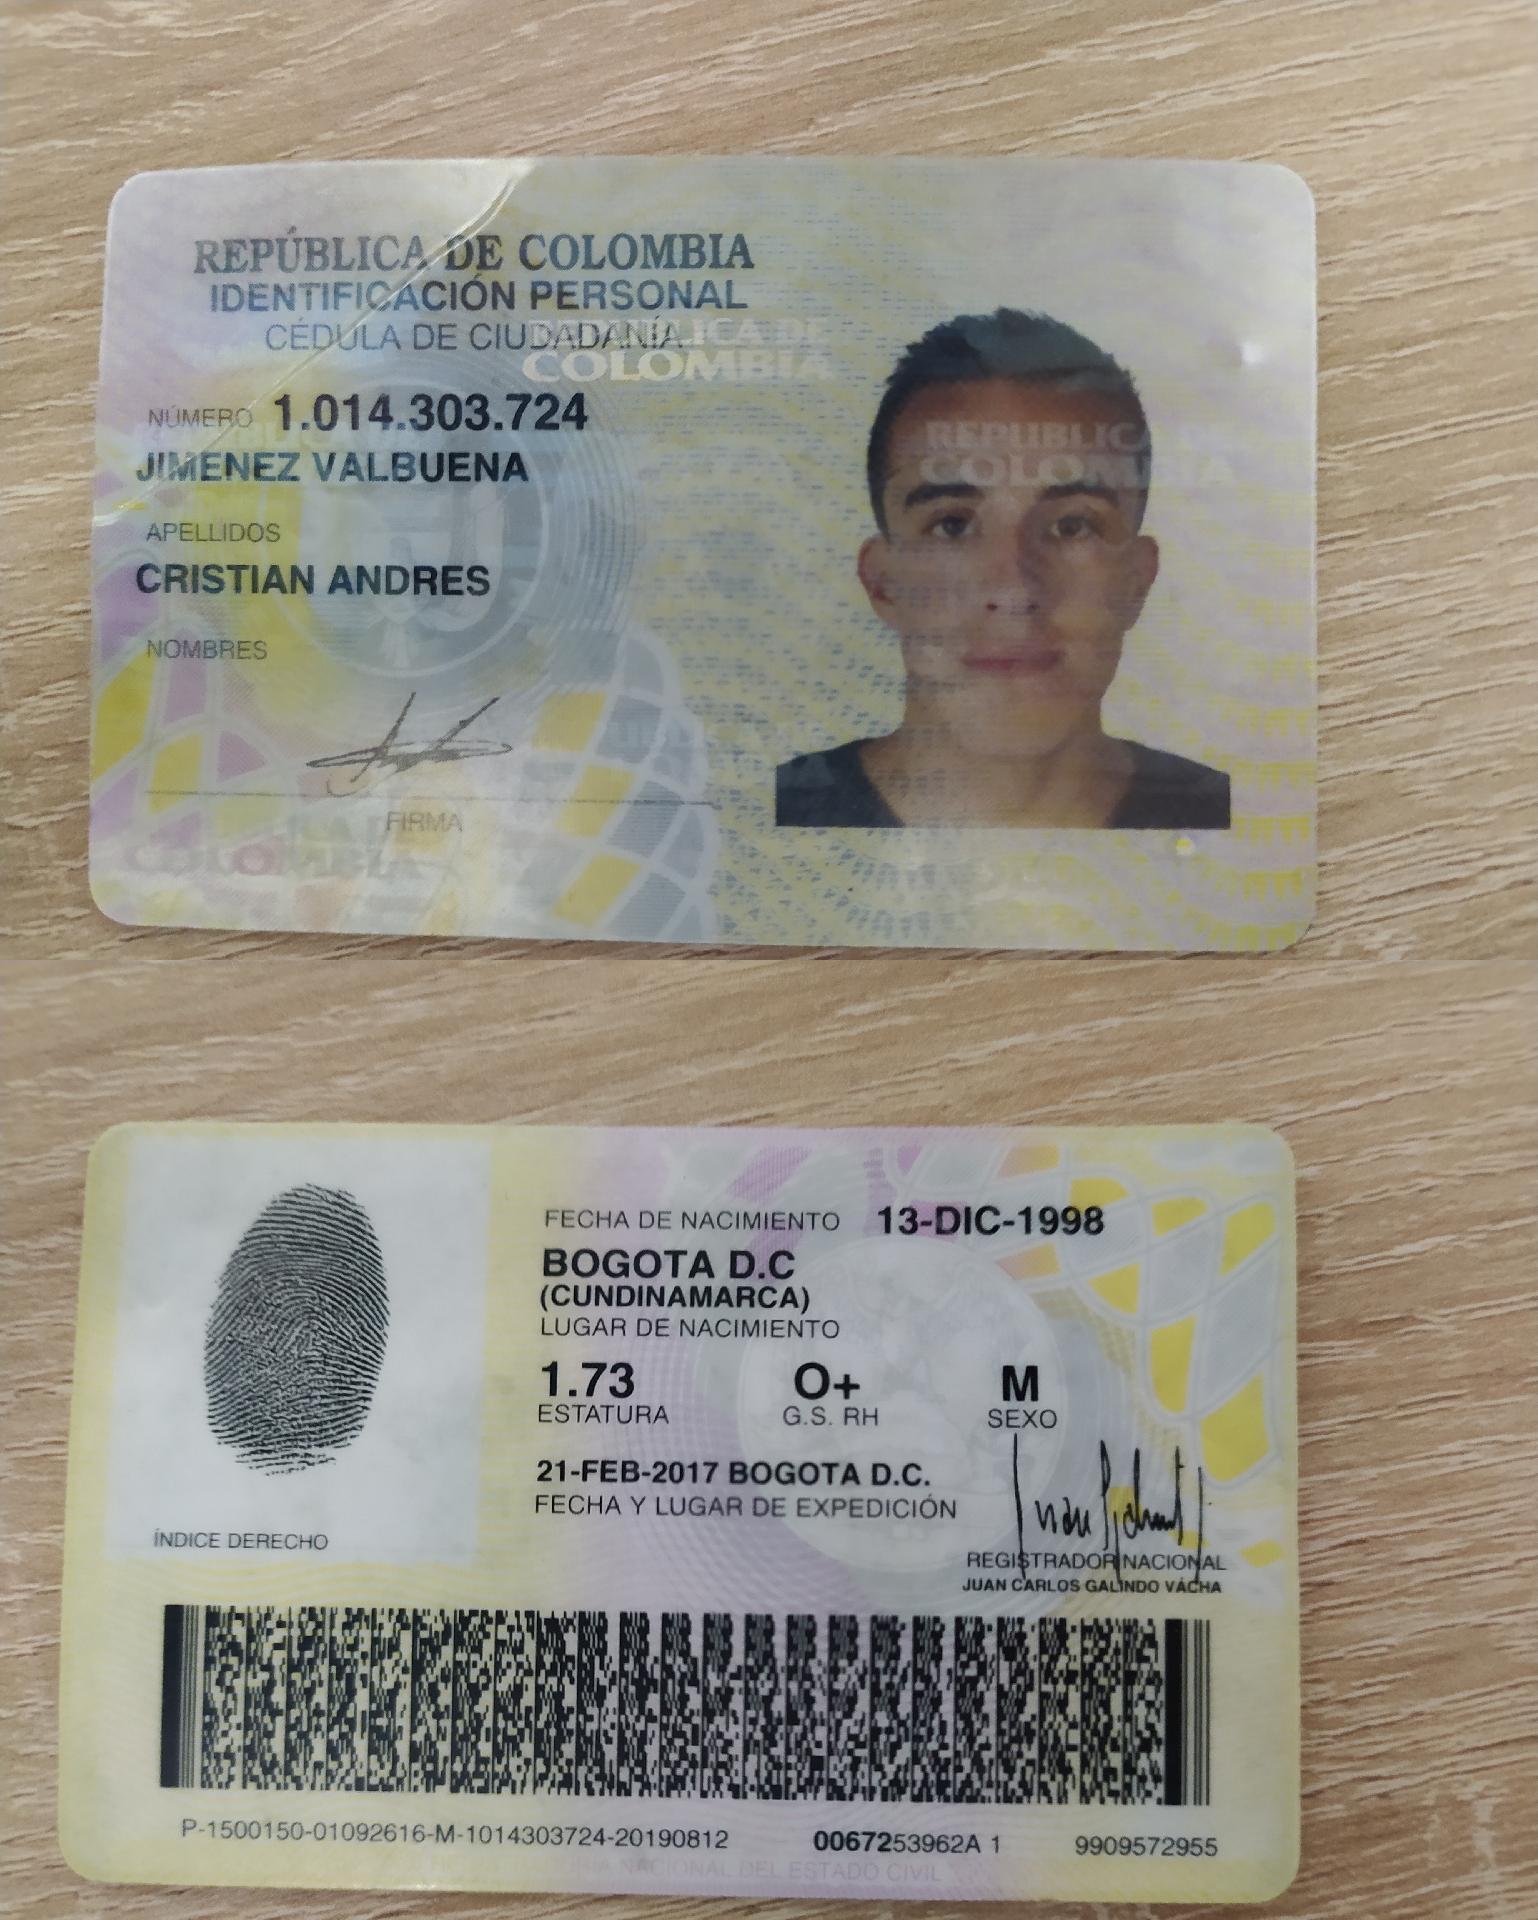 REPÚBLICA DE COLOMBIA
IDENTIFICACIÓN PERSONAL
CÉDULA DE CIUDADANÍA
REPUBLICA DE
COLOMBIA
NÚMERO 1.014.303.724
JIMENEZ VALBUENA
APELLIDOS
CRISTIAN ANDRES
NOMBRES
FIRMA
COLOMBIA
REPUBLICA DE
COLOMBIA
FECHA DE NACIMIENTO 13-DIC-1998
BOGOTA D.C
(CUNDINAMARCA)
LUGAR DE NACIMIENTO
1.73 O+ M
ESTATURA G.S. RH SEXO
21-FEB-2017 BOGOTA D.C.
FECHA Y LUGAR DE EXPEDICIÓN
ÍNDICE DERECHO
REGISTRADOR NACIONAL
JUAN CARLOS GALINDO VÁCHA
P-1500150-01092616-M-1014303724-20190812 0067253962A 1 9909572955
NACIONAL DEL ESTADO CIVIL